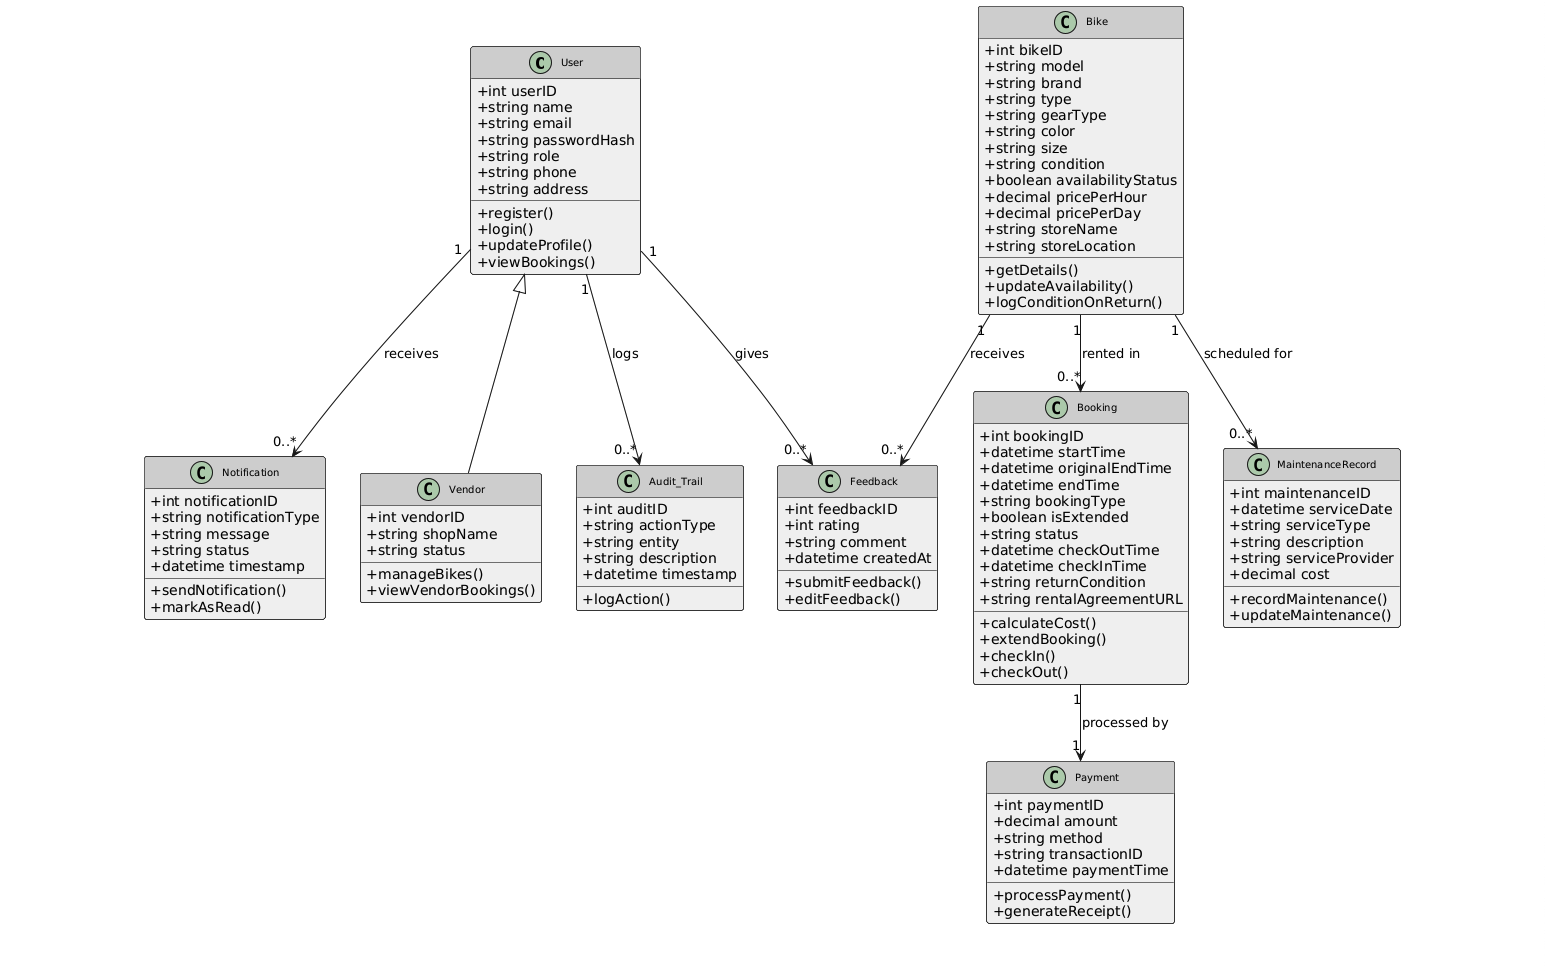 C User
+int userID
+string name
+string email
+string passwordHash
+string role
+string phone
+string address
+register()
+login()
+updateProfile()
+viewBookings()
C Bike
+int bikeID
+string model
+string brand
+string type
+string gearType
+string color
+string size
+string condition
+boolean availabilityStatus
+decimal pricePerHour
+decimal pricePerDay
+string storeName
+string storeLocation
+getDetails()
+updateAvailability()
+logConditionOnReturn()
1
1
1
1
1
1
receives
logs
gives
receives
rented in
scheduled for
0..*
0..*
0..*
0..*
0..*
0..*
C Notification
+int notificationID
+string notificationType
+string message
+string status
+datetime timestamp
+sendNotification()
+markAsRead()
C Vendor
+int vendorID
+string shopName
+string status
+manageBikes()
+viewVendorBookings()
C Audit_Trail
+int auditID
+string actionType
+string entity
+string description
+datetime timestamp
+logAction()
C Feedback
+int feedbackID
+int rating
+string comment
+datetime createdAt
+submitFeedback()
+editFeedback()
C Booking
+int bookingID
+datetime startTime
+datetime originalEndTime
+datetime endTime
+string bookingType
+boolean isExtended
+string status
+datetime checkOutTime
+datetime checkInTime
+string returnCondition
+string rentalAgreementURL
+calculateCost()
+extendBooking()
+checkIn()
+checkOut()
C MaintenanceRecord
+int maintenanceID
+datetime serviceDate
+string serviceType
+string description
+string serviceProvider
+decimal cost
+recordMaintenance()
+updateMaintenance()
1
processed by
1
C Payment
+int paymentID
+decimal amount
+string method
+string transactionID
+datetime paymentTime
+processPayment()
+generateReceipt()